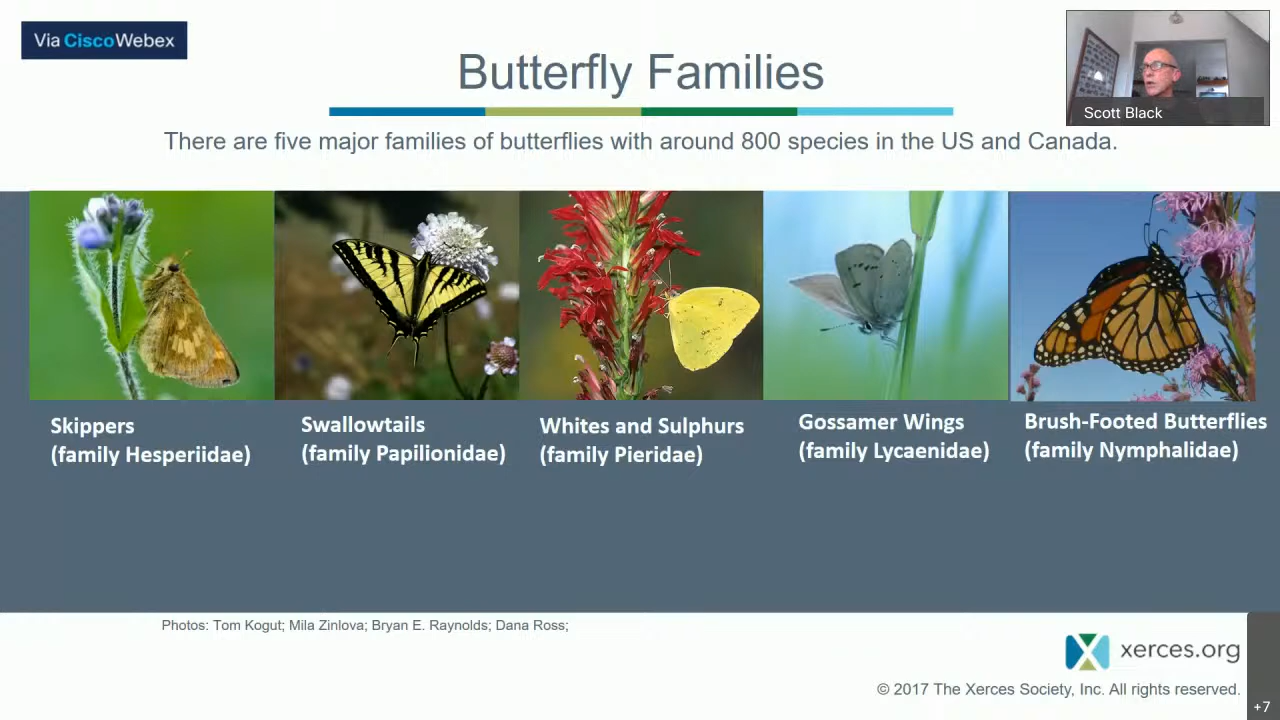 Via CiscoWebex
Butterfly Families
Scott Black
There are five major families of butterflies with around 800 species in the US and Canada.
Skippers
(family Hesperiidae)
Swallowtails
(family Papilionidae)
Whites and Sulphurs
(family Pieridae)
Gossamer Wings
(family Lycaenidae)
Brush-Footed Butterflies
(family Nymphalidae)
Photos: Tom Kogut; Mila Zinlova; Bryan E. Raynolds; Dana Ross;
xerces.org
© 2017 The Xerces Society, Inc. All rights reserved.
+7